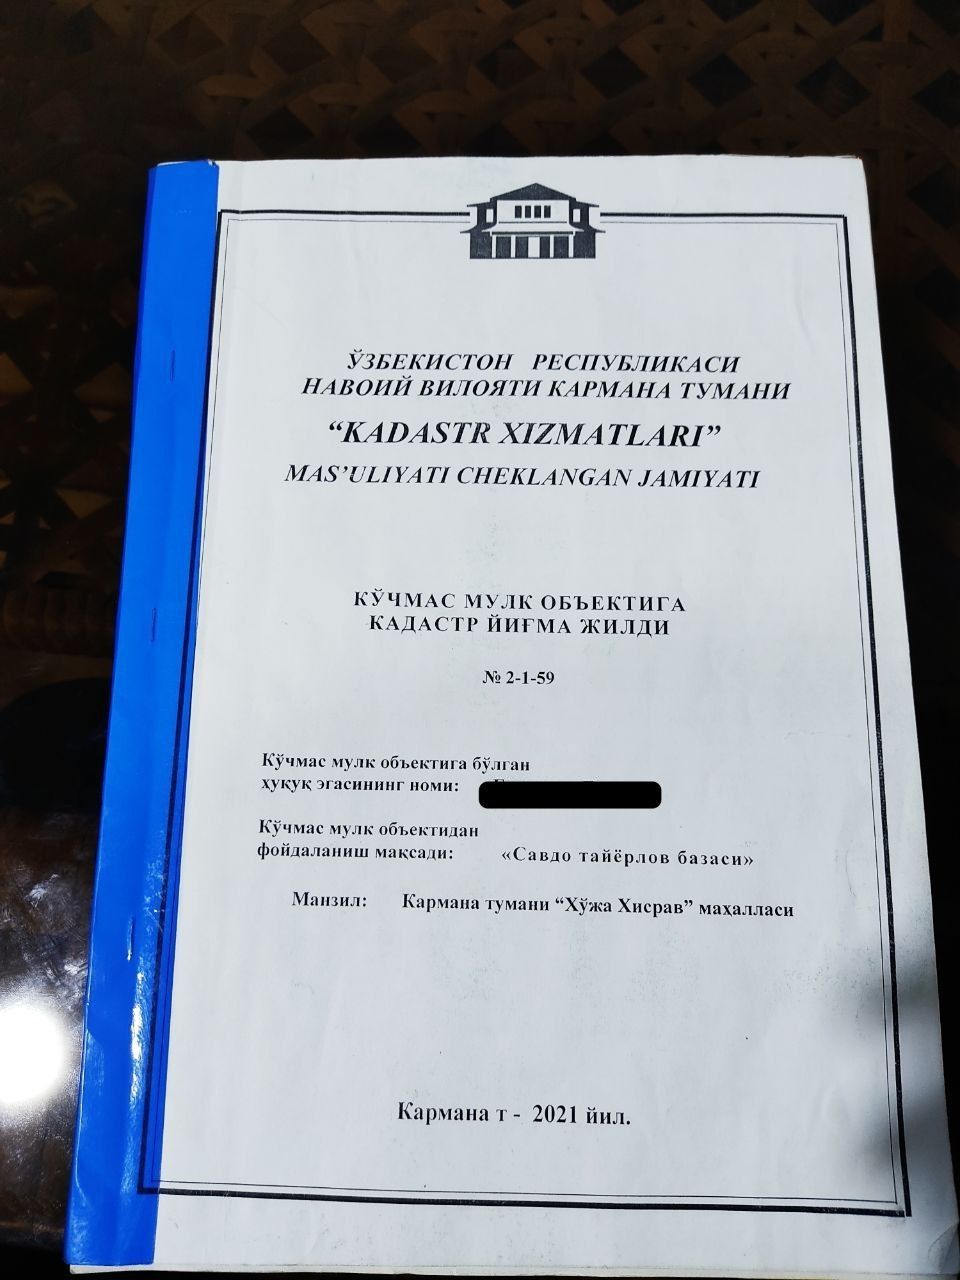 ЎЗБЕКИСТОН РЕСПУБЛИКАСИ
НАВОИЙ ВИЛОЯТИ КАРМАНА ТУМАНИ
“KADASTR XIZMATLARI”
MAS’ULIYATI CHEKLANGAN JAMIYATI
КЎЧМАС МУЛК ОБЪЕКТИГА
КАДАСТР ЙИҒМА ЖИЛДИ
№ 2-1-59
Кўчмас мулк объектига бўлган
ҳуқуқ эгасининг номи:
Кўчмас мулк объектидан
фойдаланиш мақсади: «Савдо тайёрлов базаси»
Манзил: Кармана тумани “Хўжа Хисрав” маҳалласи
Кармана т - 2021 йил.